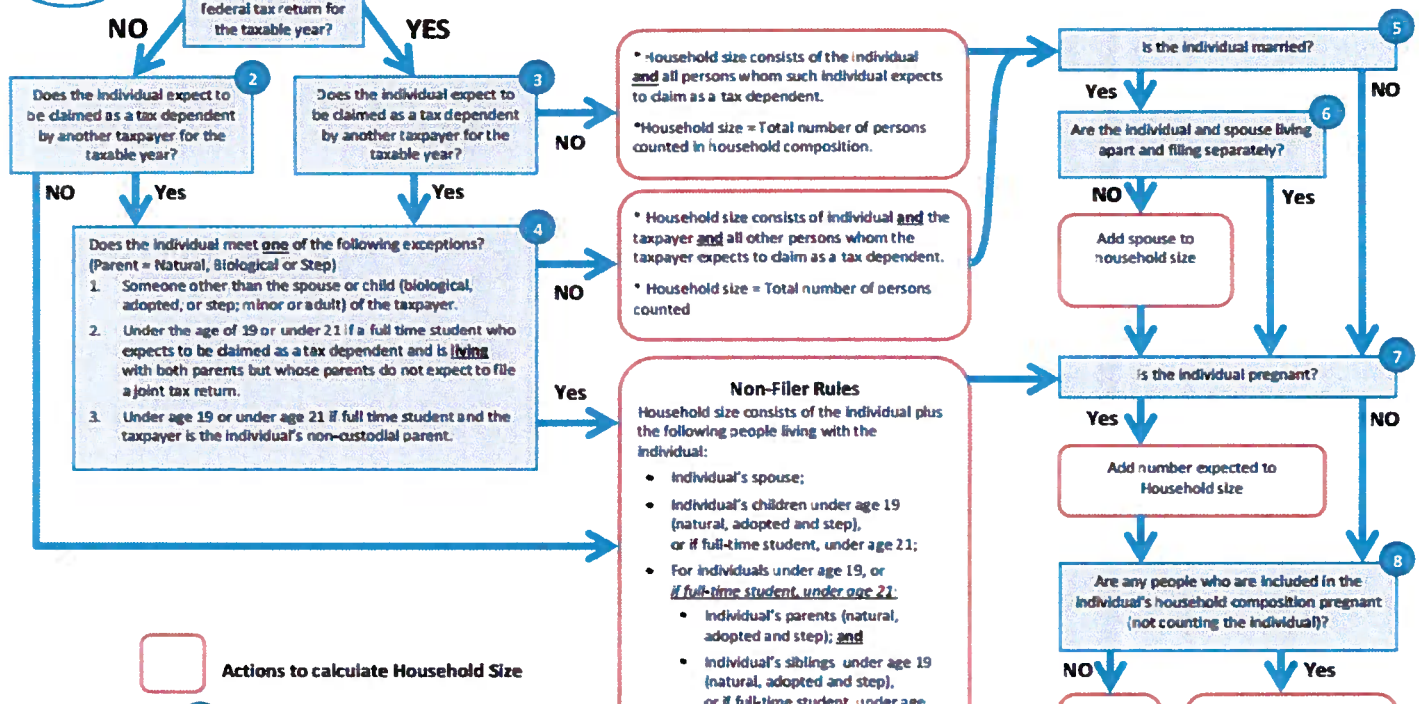 federal tax return for
the taxable year?
NO
YES
2
Does the individual expect to
be claimed as a tax dependent
by another taxpayer for the
taxable year?
3
Does the individual expect to
be claimed as a tax dependent
by another taxpayer for the
taxable year?
NO
NO
Yes
Yes
4
Does the individual meet one of the following exceptions?
(Parent = Natural, Biological or Step)
1. Someone other than the spouse or child (biological,
adopted, or step; minor or adult) of the taxpayer.
2. Under the age of 19 or under 21 if a full time student who
expects to be claimed as a tax dependent and is living
with both parents but whose parents do not expect to file
a joint tax return.
3. Under age 19 or under age 21 if full time student and the
taxpayer is the individual's non-custodial parent.
NO
Yes
* Household size consists of the individual
and all persons whom such individual expects
to claim as a tax dependent.
*Household size = Total number of persons
counted in household composition.
* Household size consists of individual and the
taxpayer and all other persons whom the
taxpayer expects to claim as a tax dependent.
* Household size = Total number of persons
counted
Non-Filer Rules
Household size consists of the individual plus
the following people living with the
individual:
• Individual's spouse;
• Individual's children under age 19
(natural, adopted and step),
or if full-time student, under age 21;
• For individuals under age 19, or
if full-time student, under age 21:
• Individual's parents (natural,
adopted and step); and
• Individual's siblings under age 19
(natural, adopted and step),
or if full-time student, under age
5
Is the individual married?
Yes
NO
6
Are the individual and spouse living
apart and filing separately?
NO
Yes
Add spouse to
household size
7
Is the individual pregnant?
Yes
NO
Add number expected to
Household size
8
Are any people who are included in the
individual's household composition pregnant
(not counting the individual)?
NO
Yes
Actions to calculate Household Size